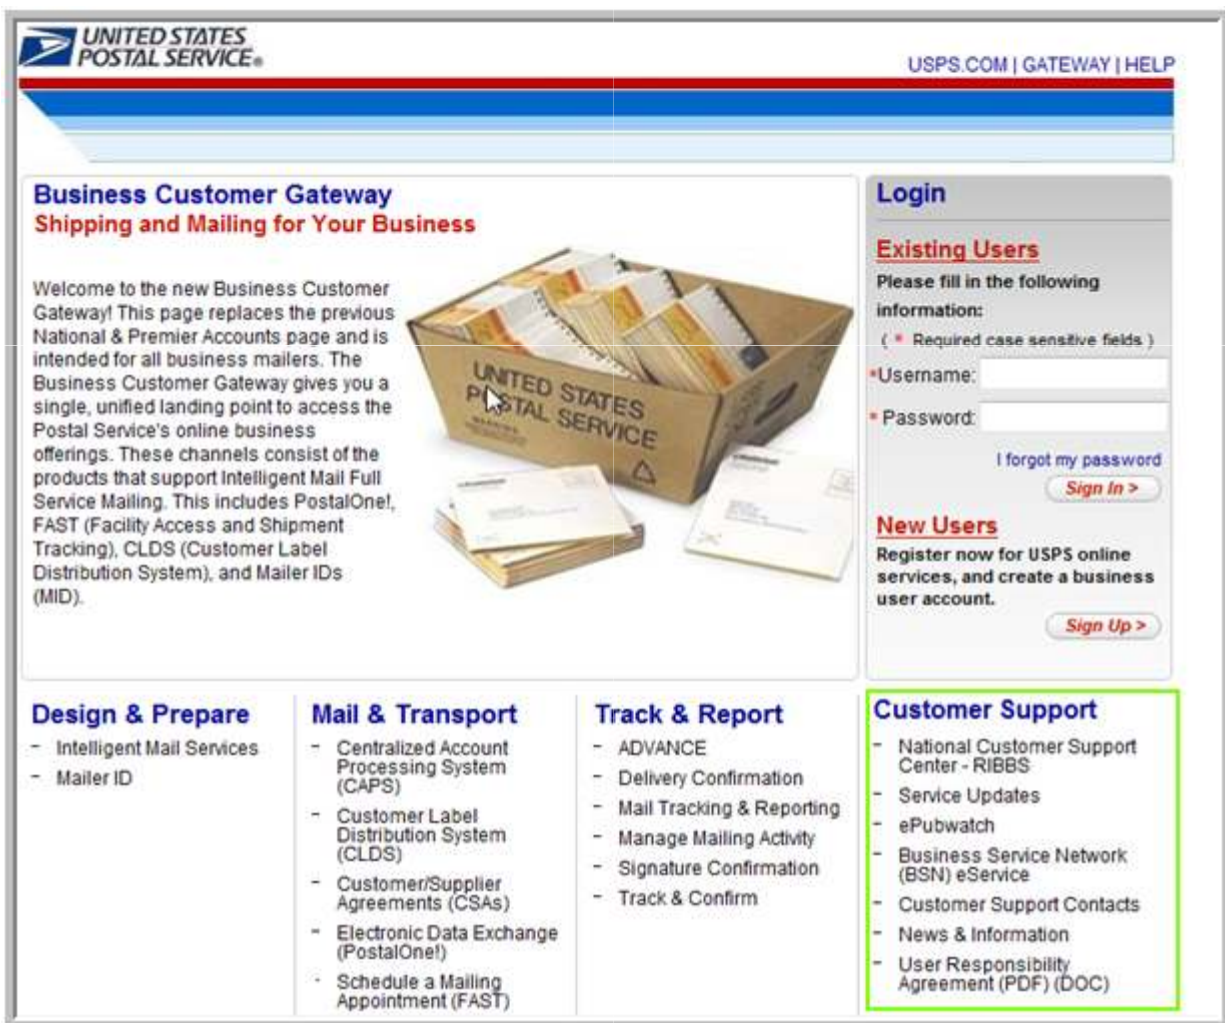 UNITED STATES
POSTAL SERVICE®
USPS.COM | GATEWAY | HELP
Business Customer Gateway
Shipping and Mailing for Your Business
Welcome to the new Business Customer
Gateway! This page replaces the previous
National & Premier Accounts page and is
intended for all business mailers. The
Business Customer Gateway gives you a
single, unified landing point to access the
Postal Service's online business
offerings. These channels consist of the
products that support Intelligent Mail Full
Service Mailing. This includes PostalOne!,
FAST (Facility Access and Shipment
Tracking), CLDS (Customer Label
Distribution System), and Mailer IDs
(MID).
UNITED STATES
POSTAL SERVICE
Login
Existing Users
Please fill in the following
information:
( * Required case sensitive fields )
*Username:
* Password:
I forgot my password
Sign In >
New Users
Register now for USPS online
services, and create a business
user account.
Sign Up >
Design & Prepare
- Intelligent Mail Services
- Mailer ID
Mail & Transport
- Centralized Account
Processing System
(CAPS)
- Customer Label
Distribution System
(CLDS)
- Customer/Supplier
Agreements (CSAs)
- Electronic Data Exchange
(PostalOne!)
- Schedule a Mailing
Appointment (FAST)
Track & Report
- ADVANCE
- Delivery Confirmation
- Mail Tracking & Reporting
- Manage Mailing Activity
- Signature Confirmation
- Track & Confirm
Customer Support
- National Customer Support
Center - RIBBS
- Service Updates
- ePubwatch
- Business Service Network
(BSN) eService
- Customer Support Contacts
- News & Information
- User Responsibility
Agreement (PDF) (DOC)